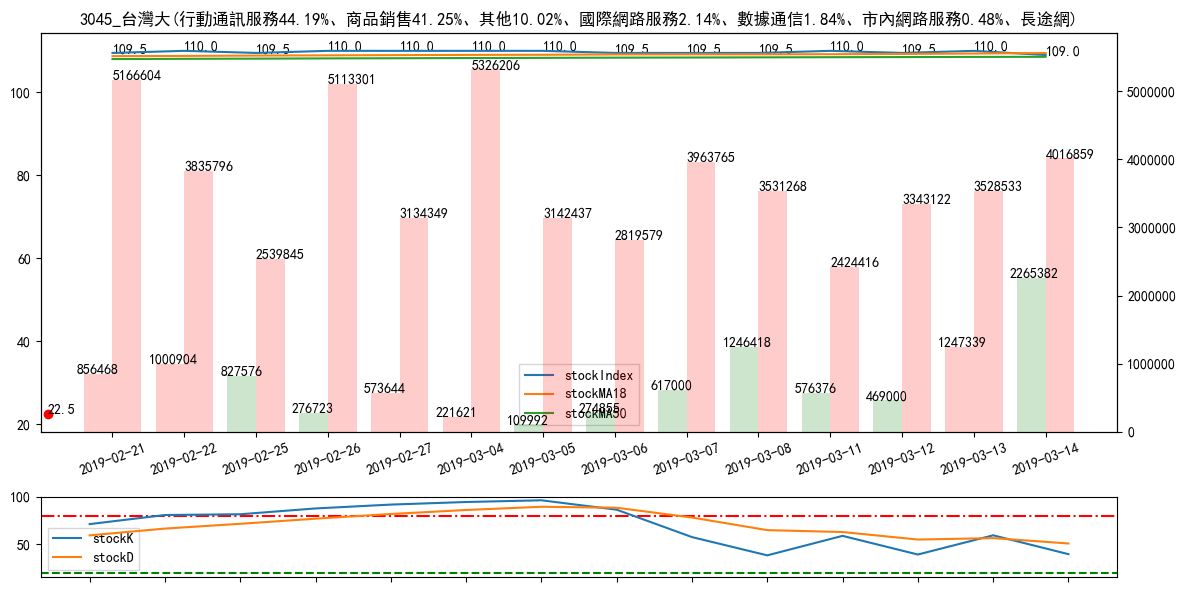 3045_台灣大(行動通訊服務44.19%、商品銷售41.25%、其他10.02%、國際網路服務2.14%、數據通信1.84%、市內網路服務0.48%、長途網)
109.5 110.0 109.5 110.0 110.0 110.0 110.0 109.5 109.5 109.5 110.0 109.5 110.0 109.0
5166604 3835796 2539845 5113301 3134349 5326206 3142437 2819579 3963765 3531268 2424416 3343122 3528533 4016859
856468 1000904 827576 276723 573644 221621 109992 274855 617000 1246418 576376 469000 1247339 2265382
22.5
100
80
60
40
20
5000000
4000000
3000000
2000000
1000000
0
stockIndex
stockMA18
stockMA50
2019-02-21 2019-02-22 2019-02-25 2019-02-26 2019-02-27 2019-03-04 2019-03-05 2019-03-06 2019-03-07 2019-03-08 2019-03-11 2019-03-12 2019-03-13 2019-03-14
100
50
stockK
stockD